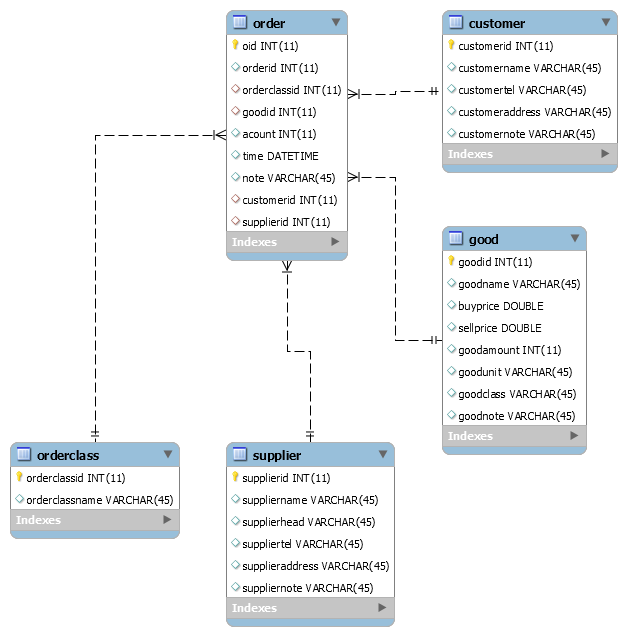 order
oid INT(11)
orderid INT(11)
orderclassid INT(11)
goodid INT(11)
acount INT(11)
time DATETIME
note VARCHAR(45)
customerid INT(11)
supplierid INT(11)
Indexes
customer
customerid INT(11)
customername VARCHAR(45)
customertel VARCHAR(45)
customeraddress VARCHAR(45)
customernote VARCHAR(45)
Indexes
good
goodid INT(11)
goodname VARCHAR(45)
buyprice DOUBLE
sellprice DOUBLE
goodamount INT(11)
goodunit VARCHAR(45)
goodclass VARCHAR(45)
goodnote VARCHAR(45)
Indexes
orderclass
orderclassid INT(11)
orderclassname VARCHAR(45)
Indexes
supplier
supplierid INT(11)
suppliername VARCHAR(45)
supplierhead VARCHAR(45)
suppliertel VARCHAR(45)
supplieraddress VARCHAR(45)
suppliernote VARCHAR(45)
Indexes